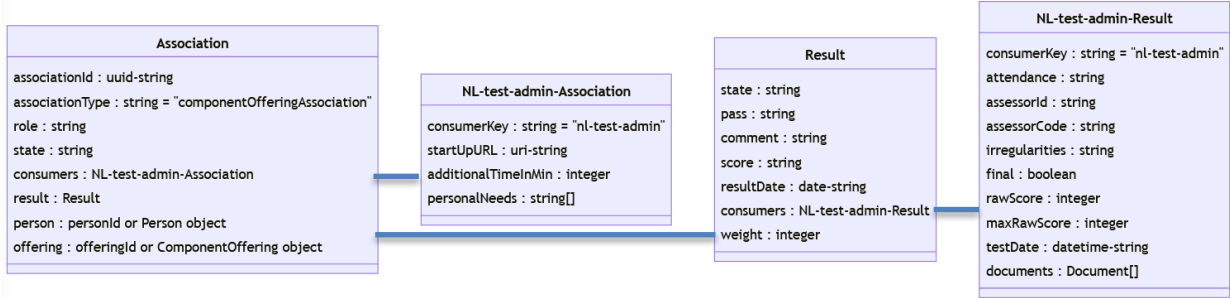 Association
associationId : uuid-string
associationType : string = "componentOfferingAssociation"
role : string
state : string
consumers : NL-test-admin-Association
result : Result
person : personId or Person object
offering : offeringId or ComponentOffering object
NL-test-admin-Association
consumerKey : string = "nl-test-admin"
startUpURL : uri-string
additionalTimeInMin : integer
personalNeeds : string[]
Result
state : string
pass : string
comment : string
score : string
resultDate : date-string
consumers : NL-test-admin-Result
weight : integer
NL-test-admin-Result
consumerKey : string = "nl-test-admin"
attendance : string
assessorId : string
assessorCode : string
irregularities : string
final : boolean
rawScore : integer
maxRawScore : integer
testDate : datetime-string
documents : Document[]